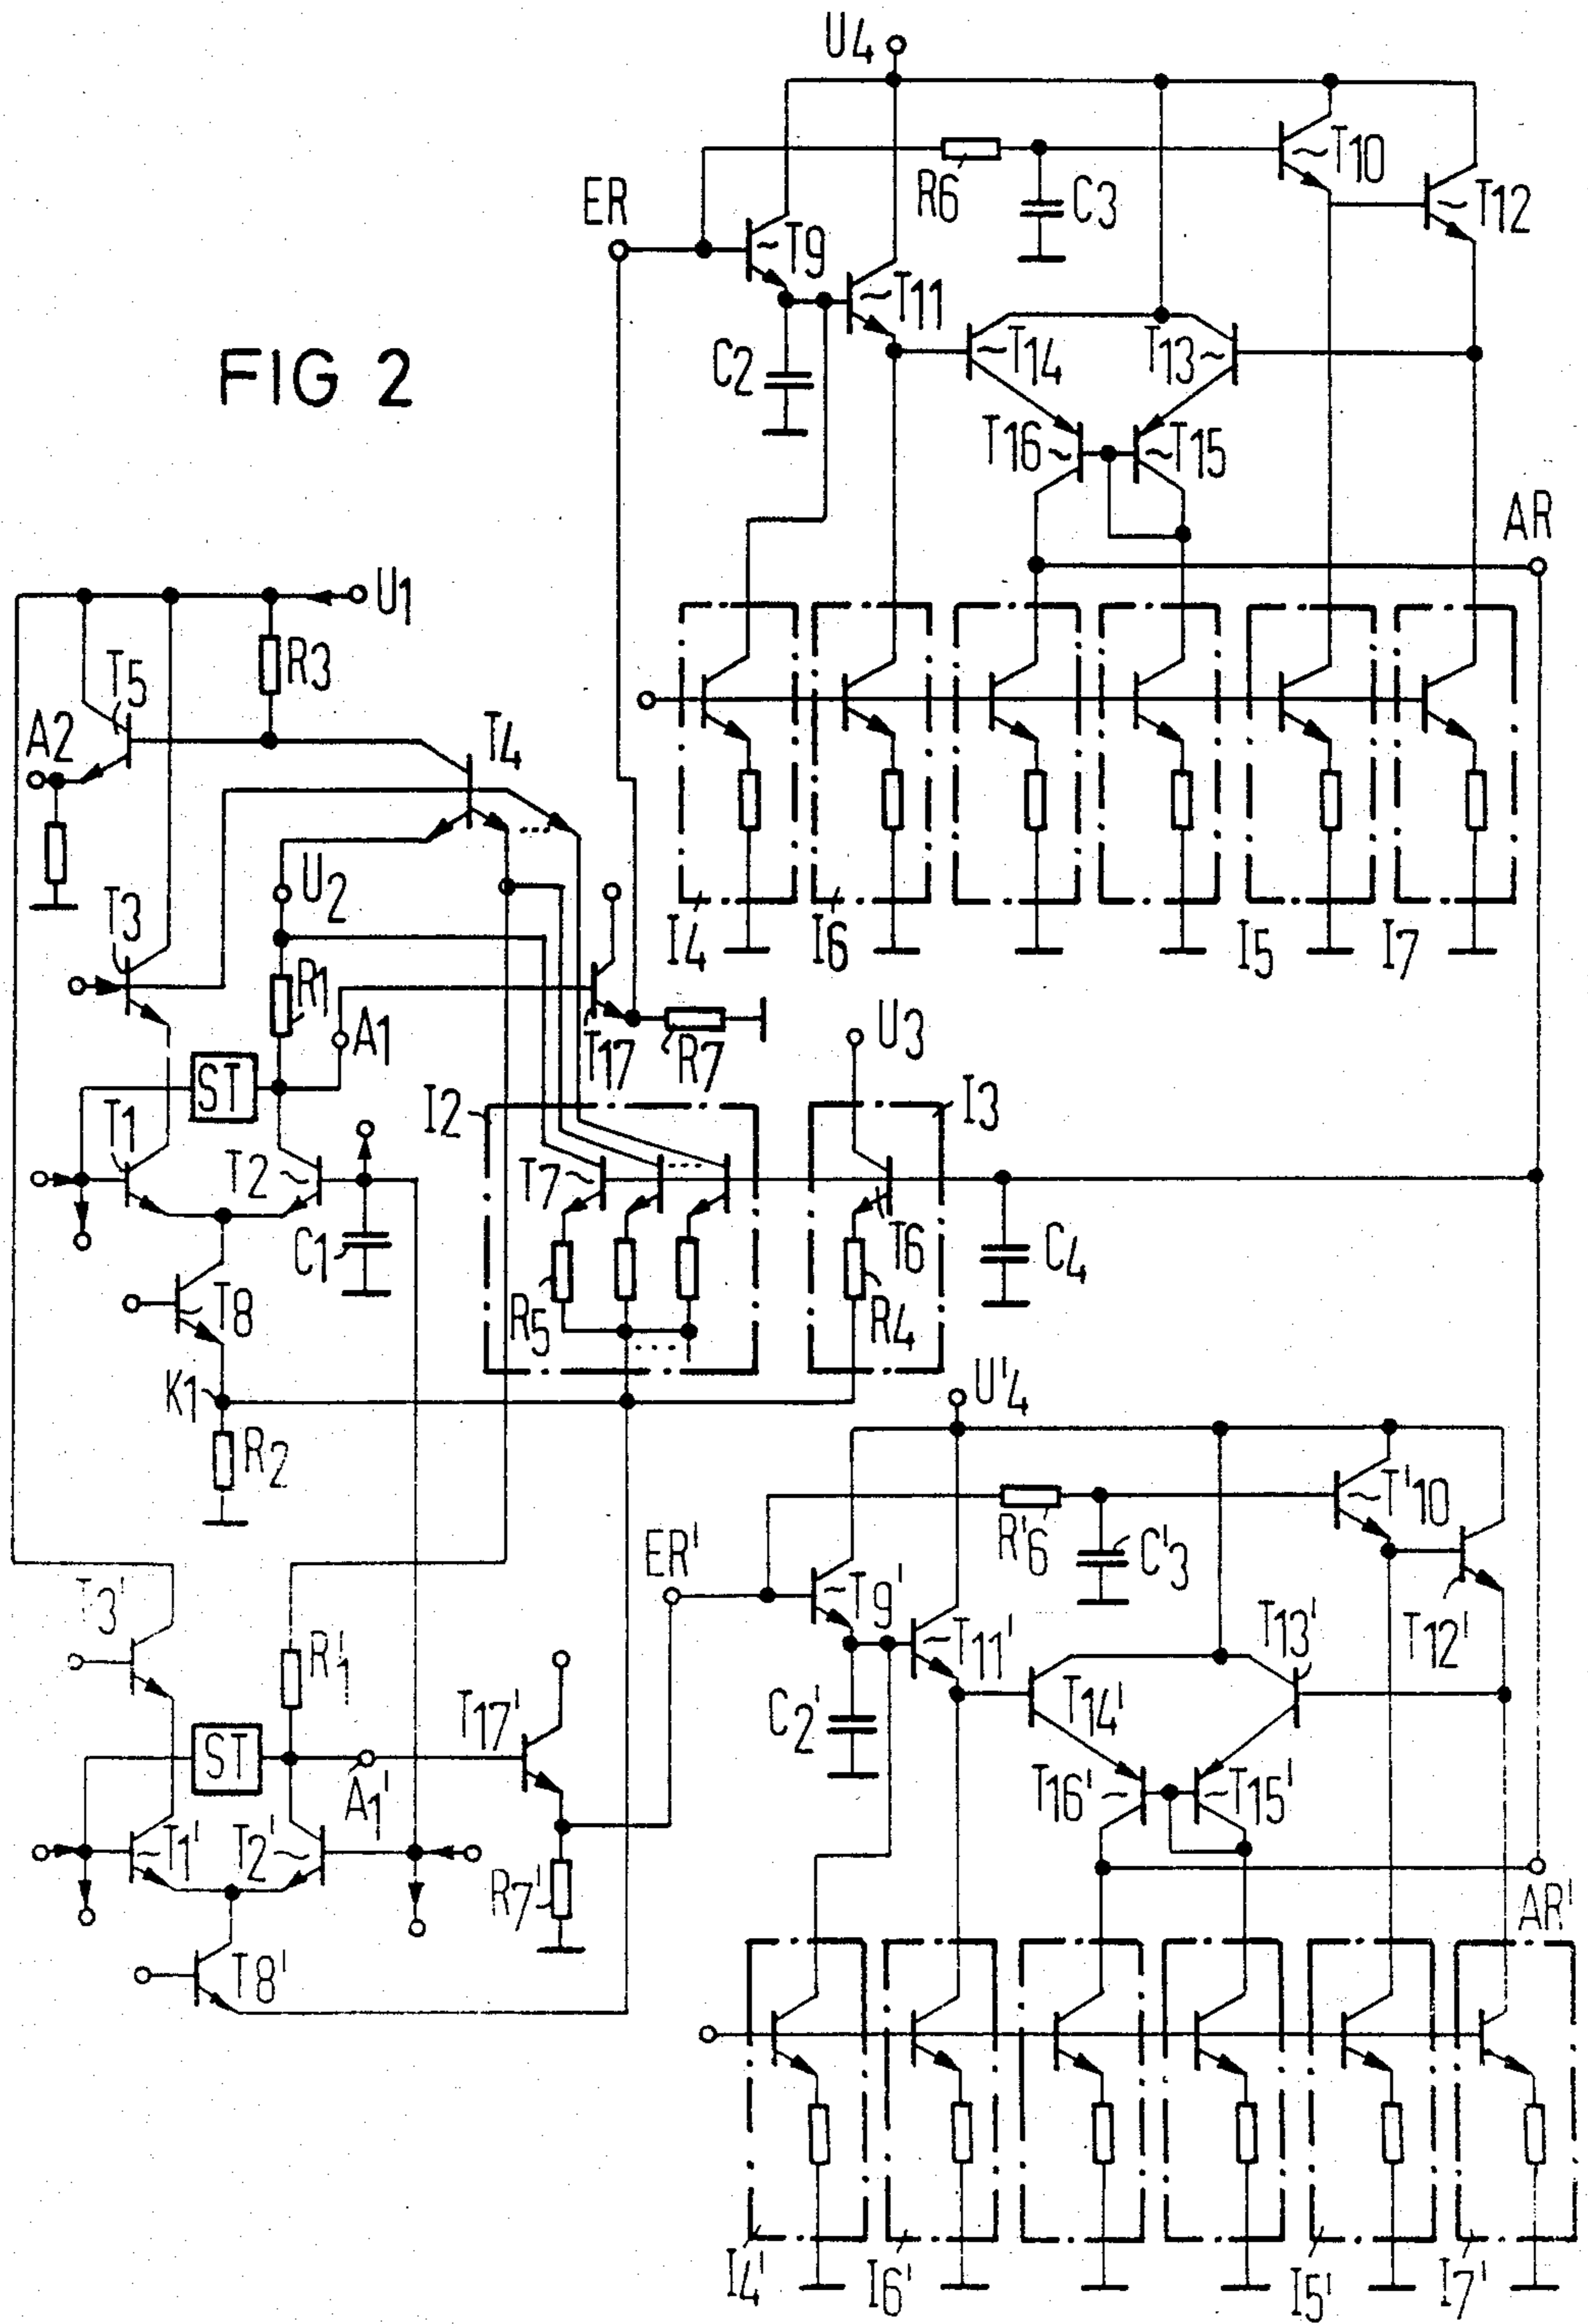 U4
T10
R6
C3
T12
ER
T9
T11
T14
T13
C2
FIG 2
T16
T15
AR
U1
R3
T5
A2
T4
U2
T3
I4
I6
I5
I7
R1
A1
T17
R7
U3
ST
I2
I3
T1
T2
T7
C1
T6
C4
T8
R5
R4
K1
U'4
R2
T'10
R'6
C'3
ER'
T9'
T3'
T11'
T13'
T12'
R'1
T17'
C2'
T14'
ST
A1'
T16'
T15'
T1'
T2'
R7'
AR'
T8'
I4'
I6'
I5'
I7'